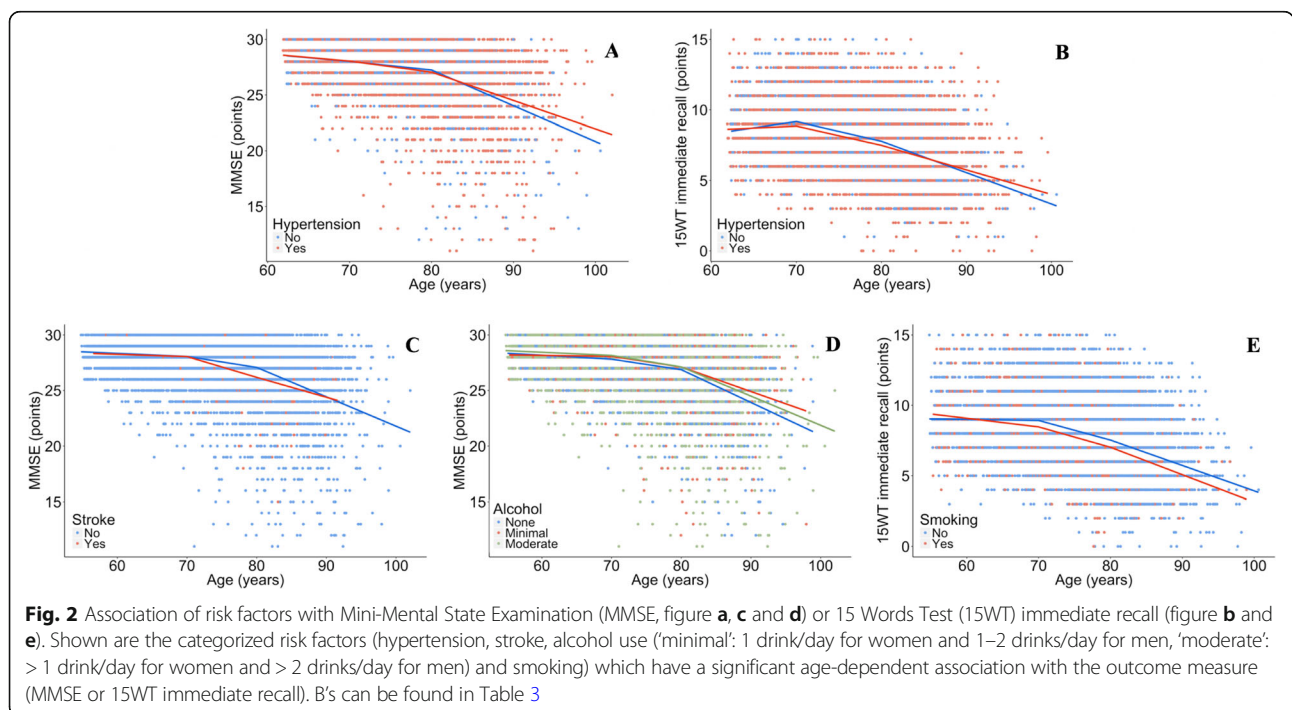 A
MMSE (points)
30
25
20
15
Hypertension
No
Yes
60 70 80 90 100
Age (years)
B
15WT immediate recall (points)
15
10
5
0
Hypertension
No
Yes
60 70 80 90 100
Age (years)
C
MMSE (points)
30
25
20
15
Stroke
No
Yes
60 70 80 90 100
Age (years)
D
MMSE (points)
30
25
20
15
Alcohol
None
Minimal
Moderate
60 70 80 90 100
Age (years)
E
15WT immediate recall (points)
15
10
5
0
Smoking
No
Yes
60 70 80 90 100
Age (years)
Fig. 2 Association of risk factors with Mini-Mental State Examination (MMSE, figure a, c and d) or 15 Words Test (15WT) immediate recall (figure b and
e). Shown are the categorized risk factors (hypertension, stroke, alcohol use (‘minimal’: 1 drink/day for women and 1–2 drinks/day for men, ‘moderate’:
> 1 drink/day for women and > 2 drinks/day for men) and smoking) which have a significant age-dependent association with the outcome measure
(MMSE or 15WT immediate recall). B’s can be found in Table 3